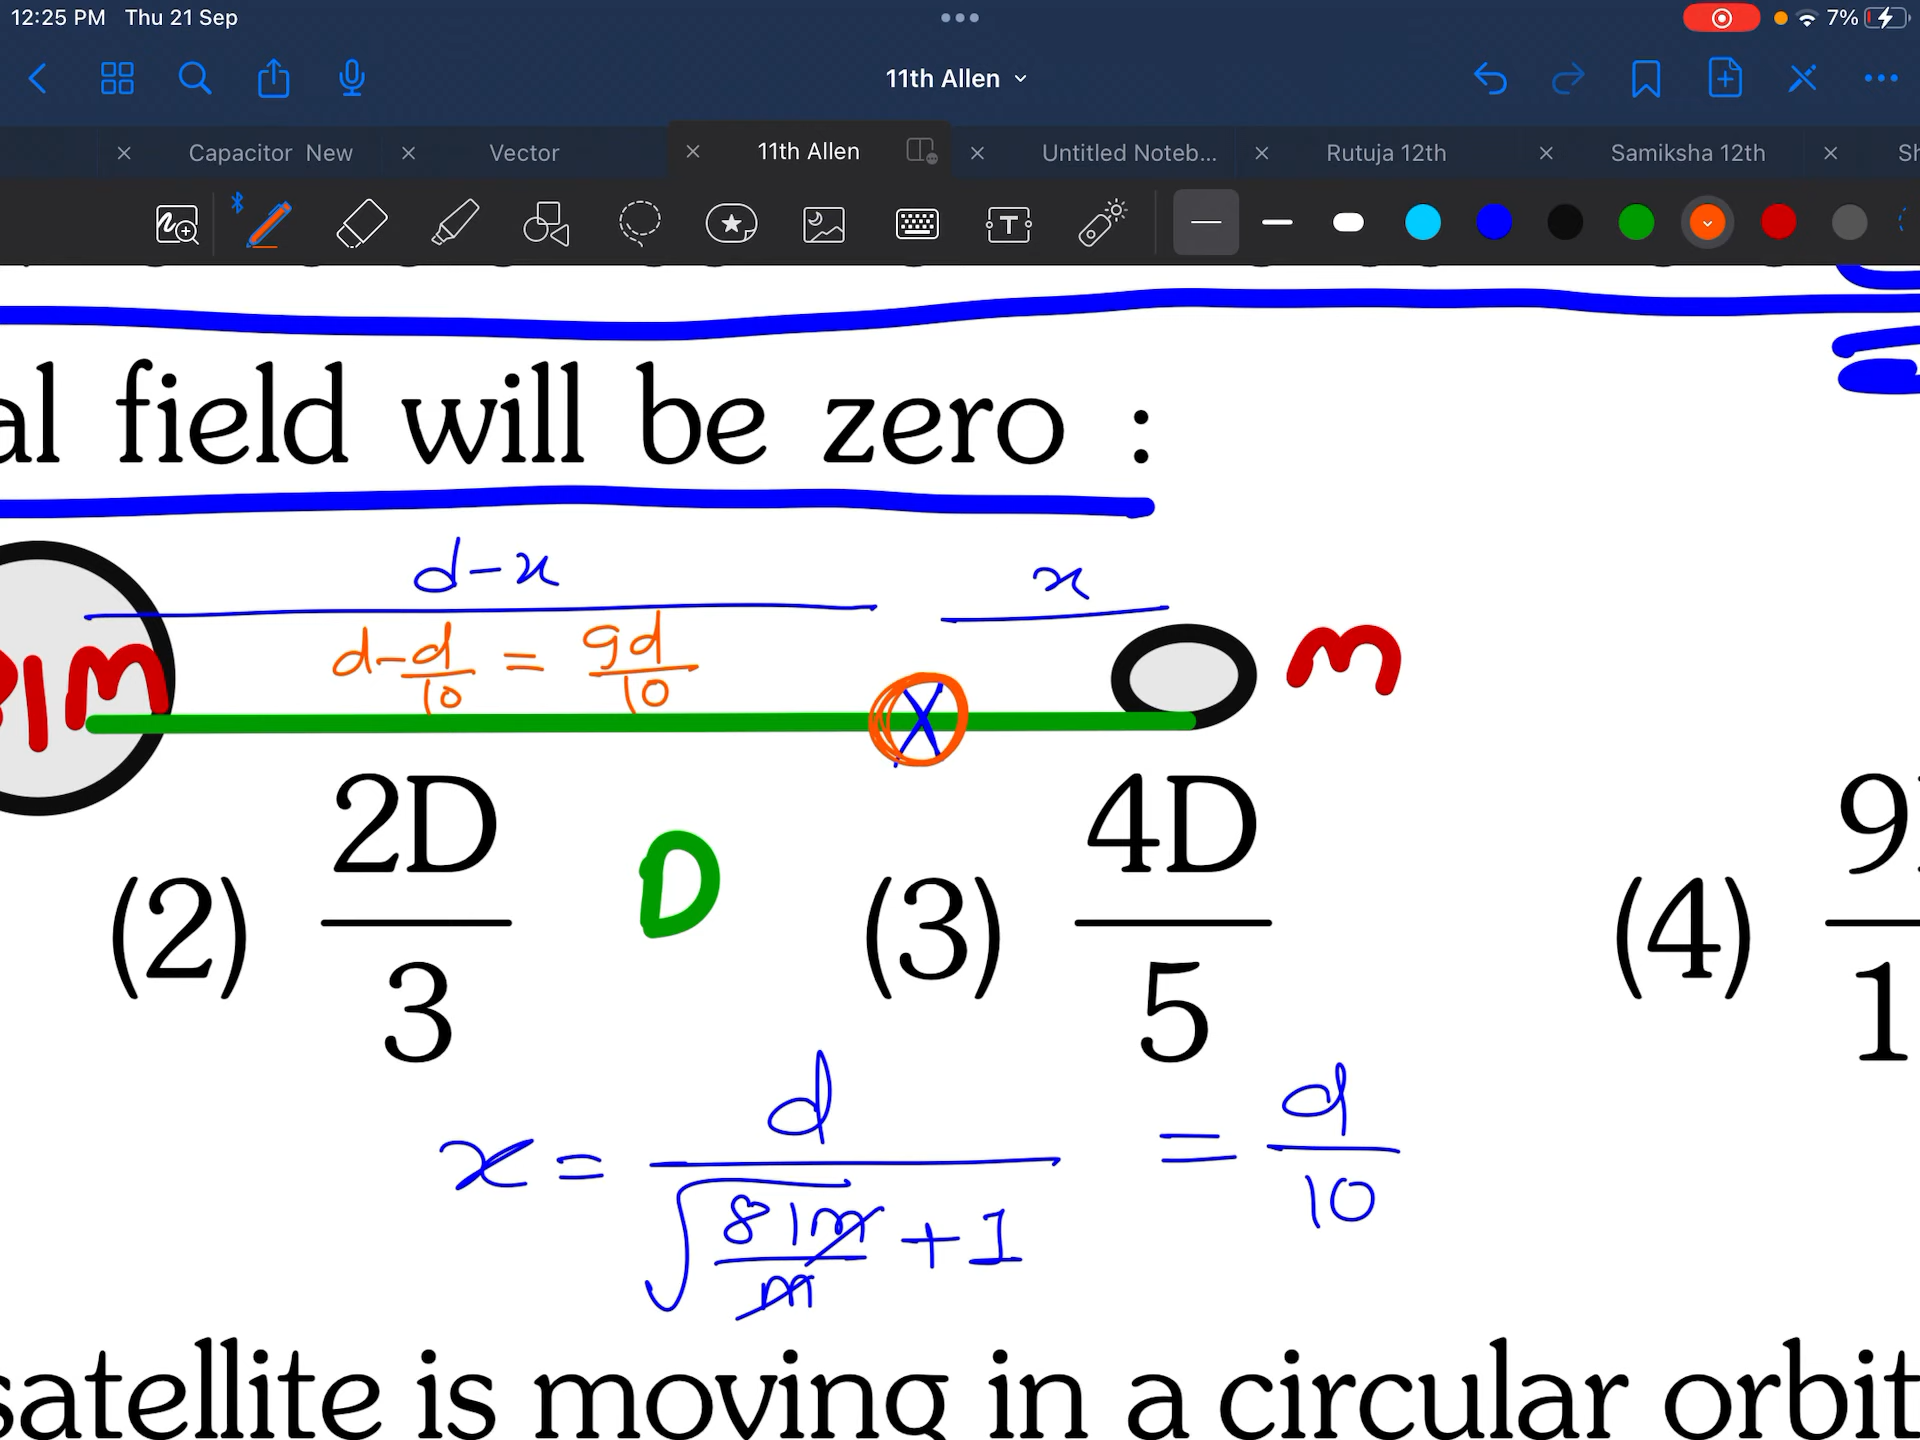 12:25 PM Thu 21 Sep
7%
11th Allen
Capacitor New
Vector
11th Allen
Untitled Noteb...
Rutuja 12th
Samiksha 12th
T
al field will be zero :
d-x
x
d-d/10 = 9d/10
1M
m
(2) 2D/3
D
(3) 4D/5
(4)
x = d/(√(81m/m) + 1) = d/10
satellite is moving in a circular orbit